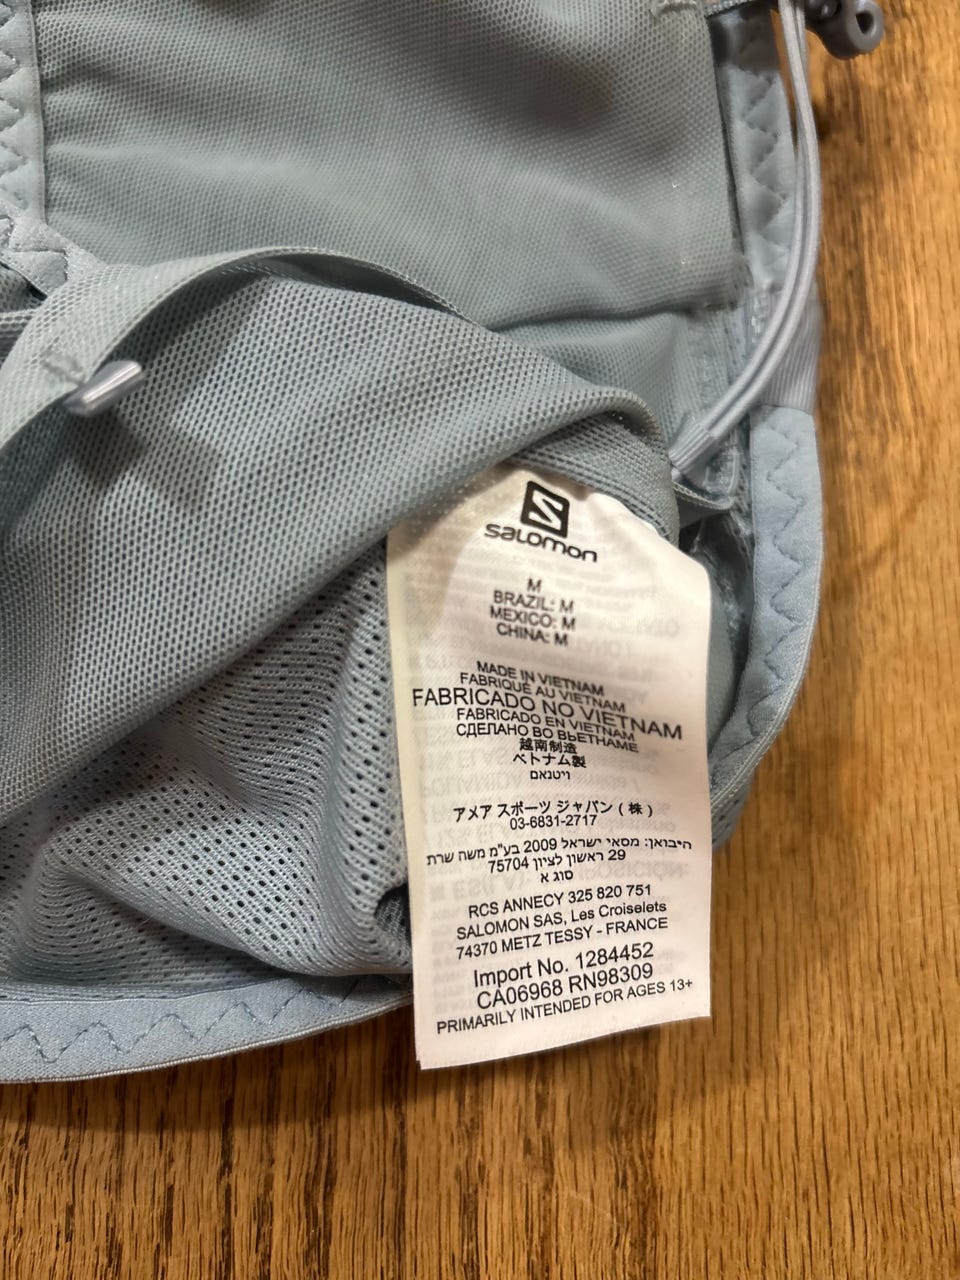 salomon
M
BRAZIL: M
MEXICO: M
CHINA: M
MADE IN VIETNAM
FABRIQUÉ AU VIETNAM
FABRICADO NO VIETNAM
FABRICADO EN VIETNAM
СДЕЛАНО ВО ВЬЕТНАМЕ
越南制造
ベトナム製
ויטנאם
アメア スポーツ ジャパン ( 株 )
03-6831-2717
היבואן: מסאי ישראל 2009 בע"מ משה שרת
29 ראשון לציון 75704
סוג א
RCS ANNECY 325 820 751
SALOMON SAS, Les Croiselets
74370 METZ TESSY - FRANCE
Import No. 1284452
CA06968 RN98309
PRIMARILY INTENDED FOR AGES 13+